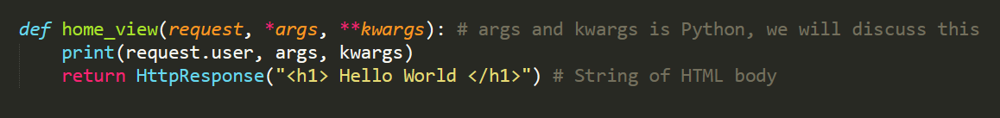 def home_view(request, *args, **kwargs): # args and kwargs is Python, we will discuss this
    print(request.user, args, kwargs)
    return HttpResponse("<h1> Hello World </h1>") # String of HTML body